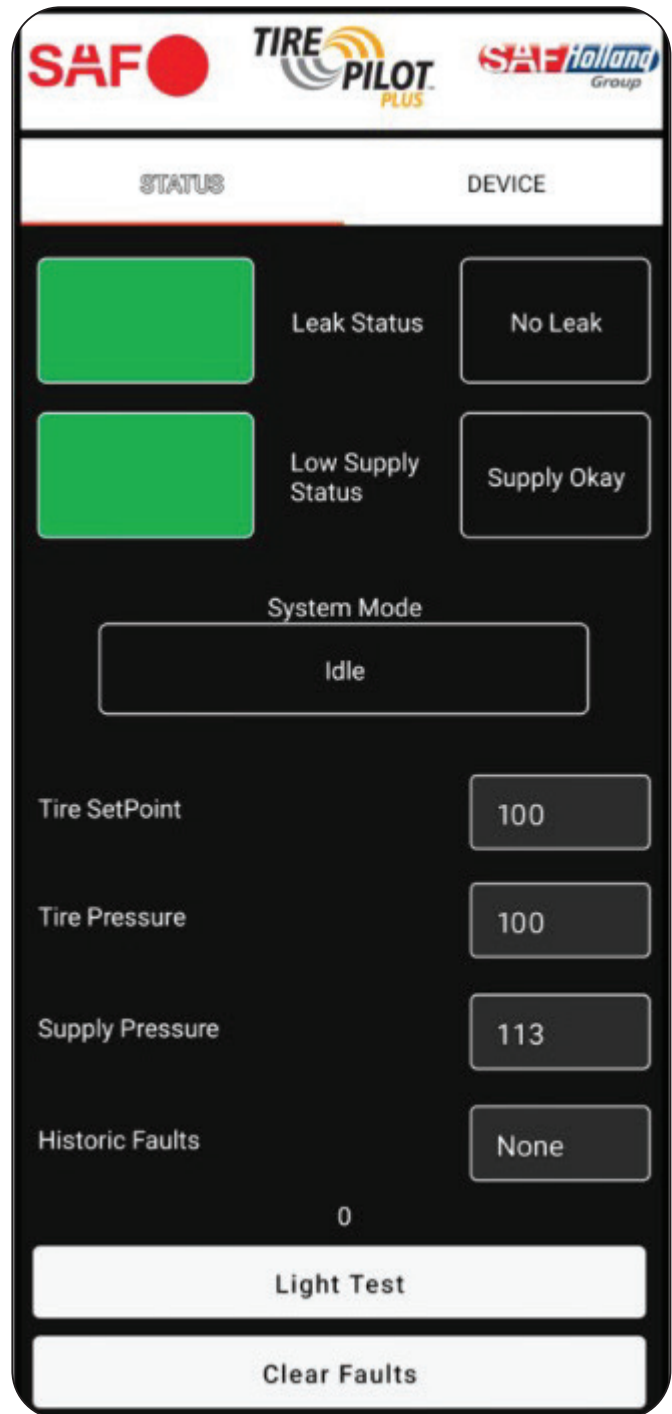 SAF
TIRE
PILOT
PLUS
SAF Holland
Group
STATUS
DEVICE
Leak Status
No Leak
Low Supply
Status
Supply Okay
System Mode
Idle
Tire SetPoint
100
Tire Pressure
100
Supply Pressure
113
Historic Faults
None
0
Light Test
Clear Faults